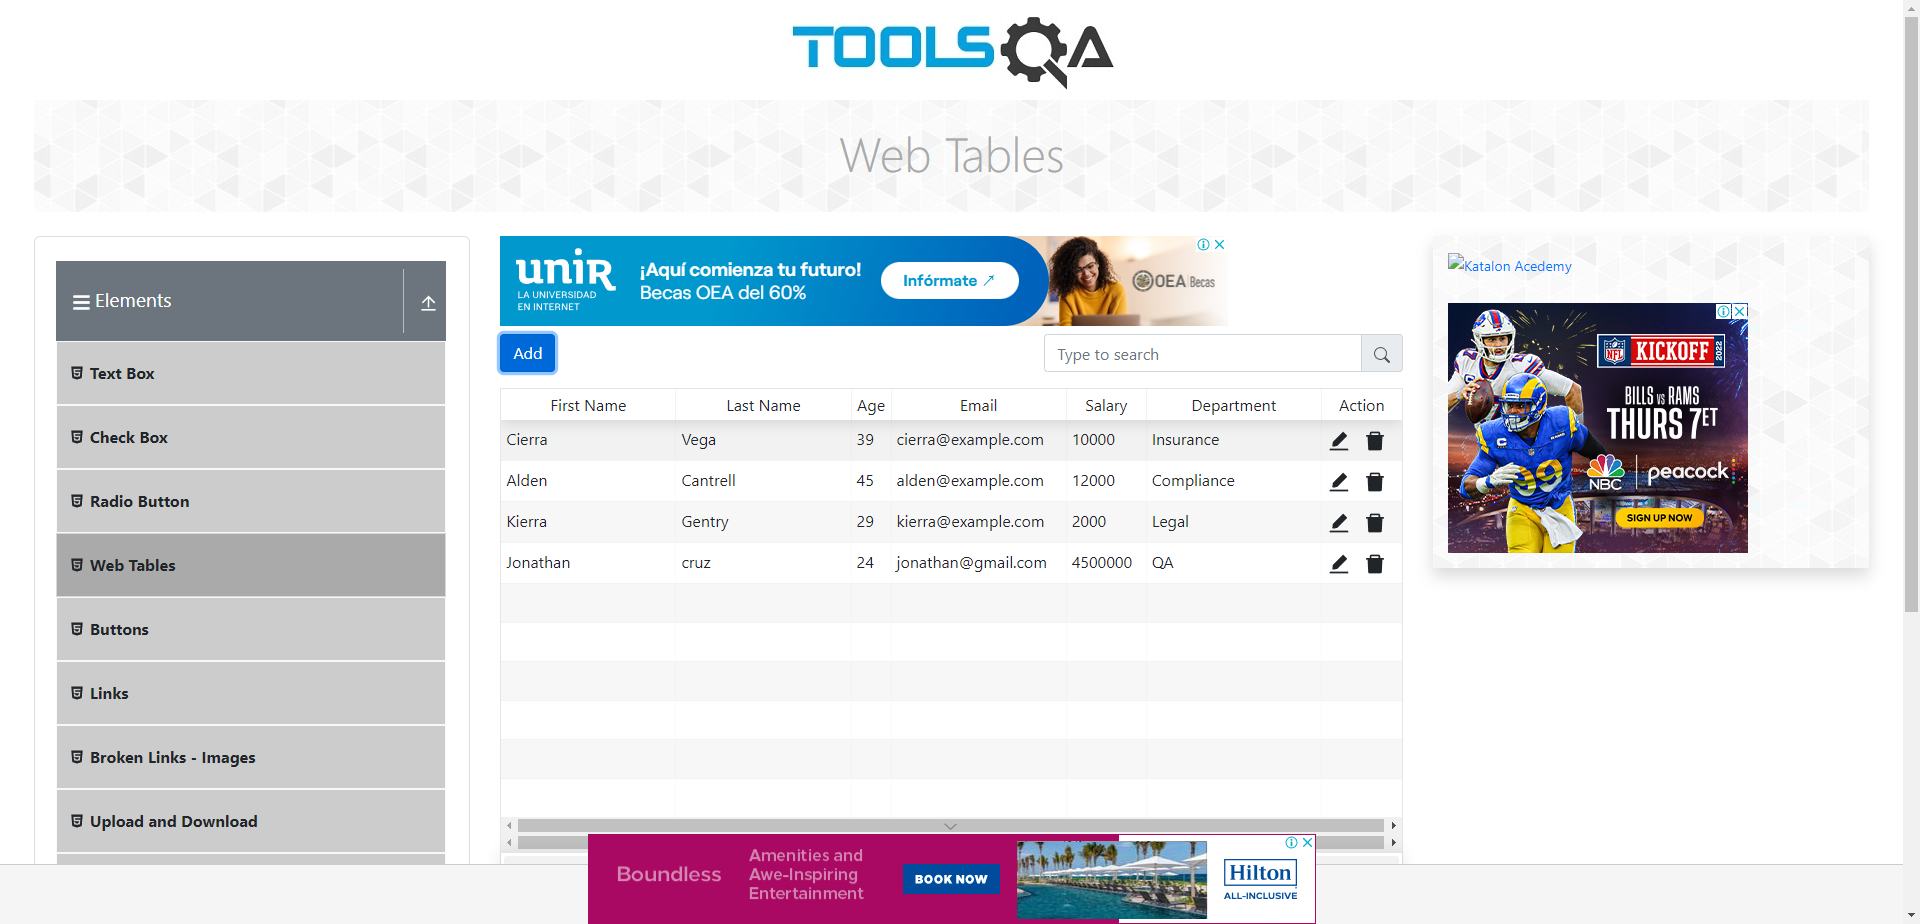 TOOLSQA
Web Tables
Elements
Text Box
Check Box
Radio Button
Web Tables
Buttons
Links
Broken Links - Images
Upload and Download
unir
LA UNIVERSIDAD
EN INTERNET
¡Aquí comienza tu futuro!
Becas OEA del 60%
Infórmate
OEA | Becas
Add
Type to search
First Name Last Name Age Email Salary Department Action
Cierra Vega 39 cierra@example.com 10000 Insurance
Alden Cantrell 45 alden@example.com 12000 Compliance
Kierra Gentry 29 kierra@example.com 2000 Legal
Jonathan cruz 24 jonathan@gmail.com 4500000 QA
Katalon Acedemy
NFL KICKOFF 2022
BILLS VS RAMS
THURS 7ET
NBC | peacock
SIGN UP NOW
Boundless
Amenities and
Awe-Inspiring
Entertainment
BOOK NOW
Hilton
ALL-INCLUSIVE